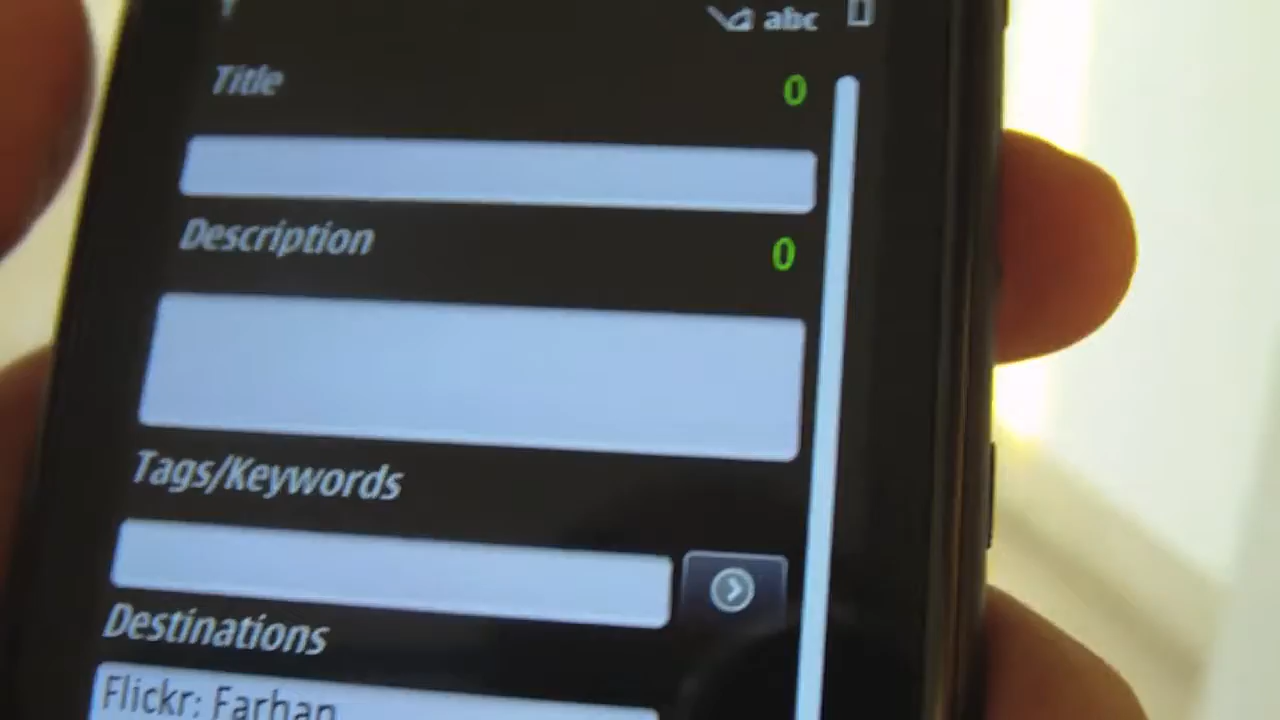 abc
Title 0
Description 0
Tags/Keywords
Destinations
Flickr: Farhan